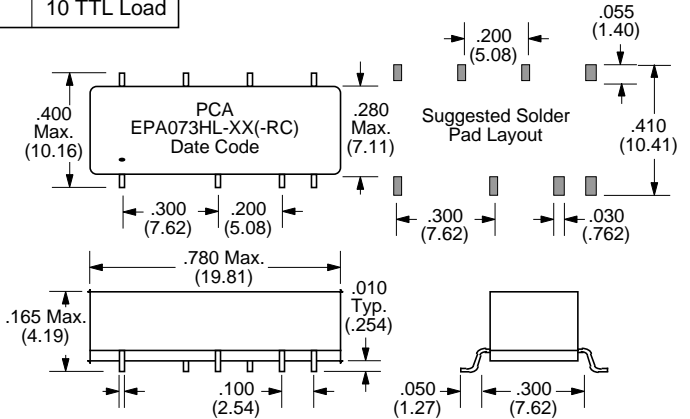 10 TTL Load
.400
Max.
(10.16)
PCA
EPA073HL-XX(-RC)
Date Code
.280
Max.
(7.11)
.300
(7.62)
.200
(5.08)
.200
(5.08)
.055
(1.40)
Suggested Solder
Pad Layout
.410
(10.41)
.300
(7.62)
.030
(.762)
.780 Max.
(19.81)
.165 Max.
(4.19)
.010
Typ.
(.254)
.100
(2.54)
.050
(1.27)
.300
(7.62)